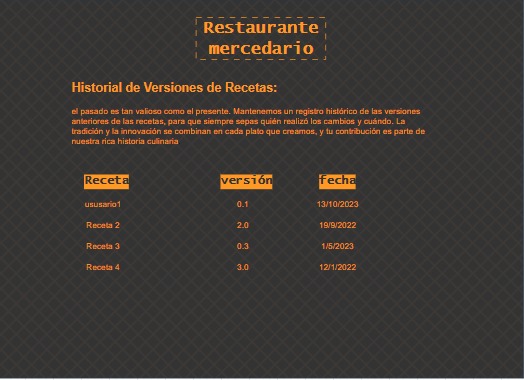 Restaurante
mercedario
Historial de Versiones de Recetas:
el pasado es tan valioso como el presente. Mantenemos un registro histórico de las versiones
anteriores de las recetas, para que siempre sepas quién realizó los cambios y cuándo. La
tradición y la innovación se combinan en cada plato que creamos, y tu contribución es parte de
nuestra rica historia culinaria
Receta versión fecha
ususario1 0.1 13/10/2023
Receta 2 2.0 19/9/2022
Receta 3 0.3 1/5/2023
Receta 4 3.0 12/1/2022